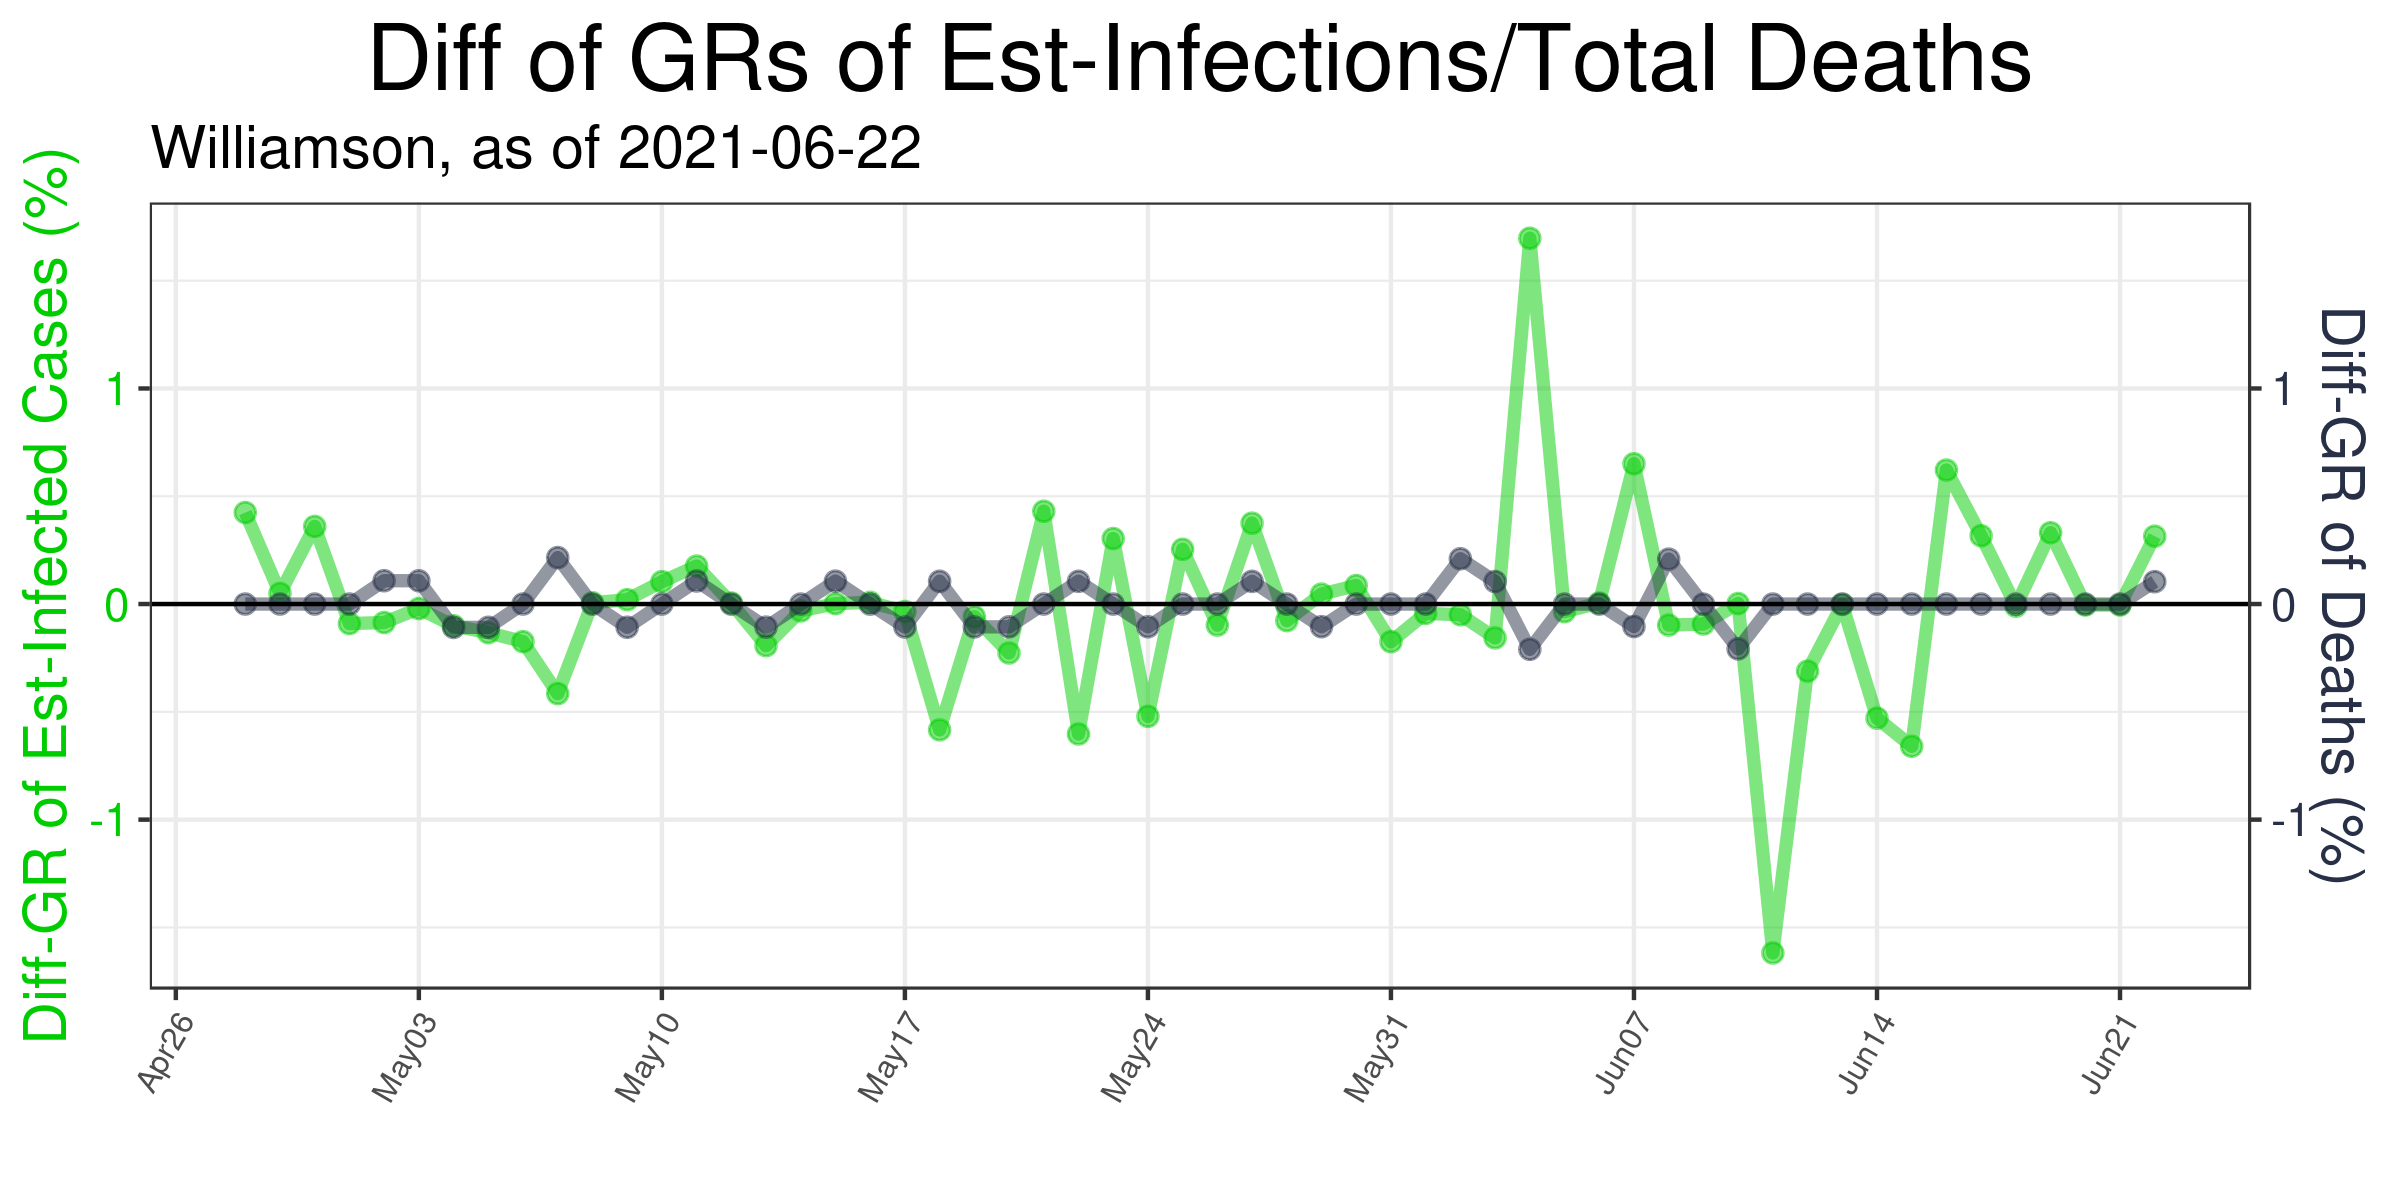 Diff of GRs of Est-Infections/Total Deaths
Williamson, as of 2021-06-22
Diff-GR of Est-Infected Cases (%)
1
0
-1
1
0
-1
Diff-GR of Deaths (%)
Apr26
May03
May10
May17
May24
May31
Jun07
Jun14
Jun21